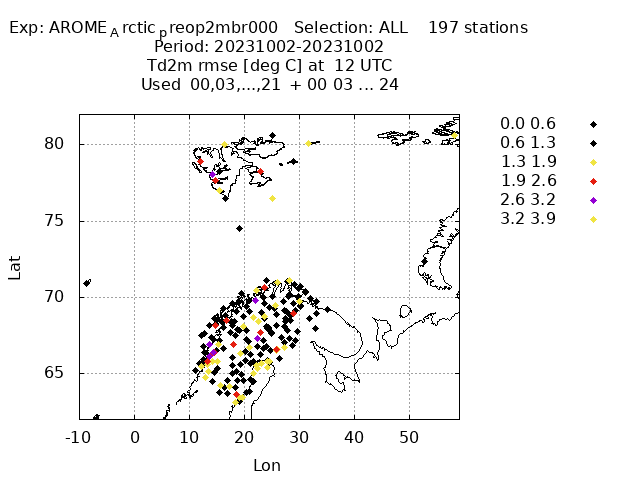 Exp: AROME_Arctic_preop2mbr000 Selection: ALL 197 stations
Period: 20231002-20231002
Td2m rmse [deg C] at 12 UTC
Used 00,03,...,21 + 00 03 ... 24
0.0 0.6
0.6 1.3
1.3 1.9
1.9 2.6
2.6 3.2
3.2 3.9
80
75
70
65
Lat
-10 0 10 20 30 40 50
Lon